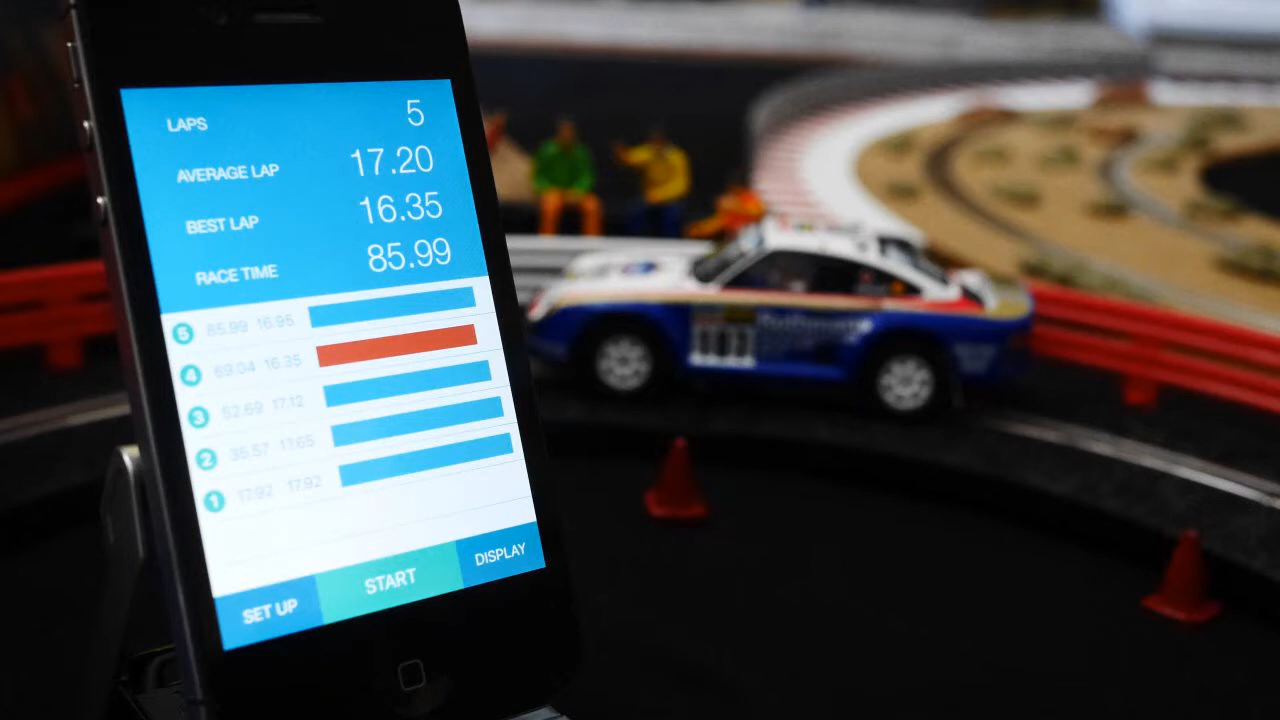 LAPS 5
AVERAGE LAP 17.20
BEST LAP 16.35
RACE TIME 85.99
5 85.99 16.95
4 69.04 16.35
3 52.69 17.12
2 35.57 17.65
1 17.92 17.92
SET UP START DISPLAY
Rothmans